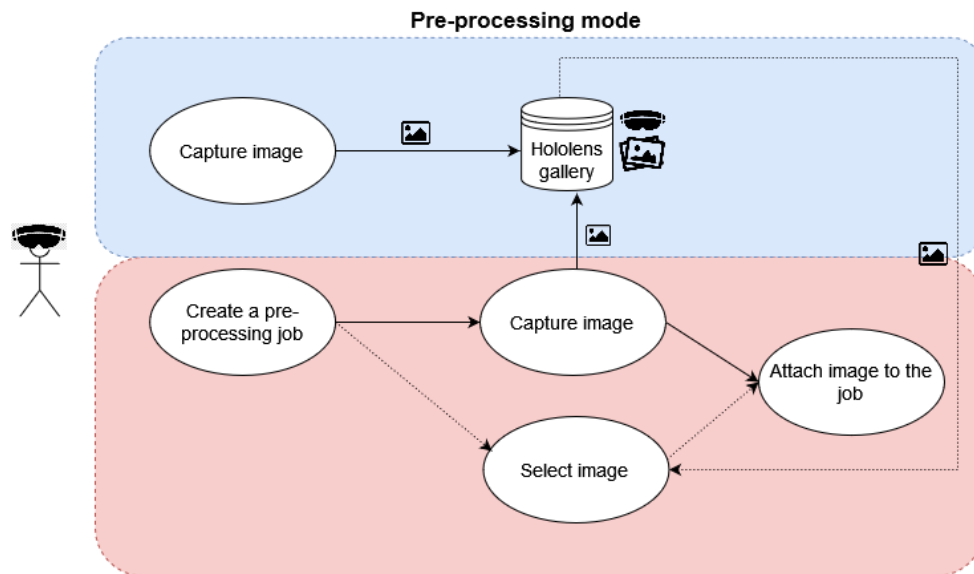 Pre-processing mode
Capture image
Hololens
gallery
Create a pre-
processing job
Capture image
Attach image to the
job
Select image